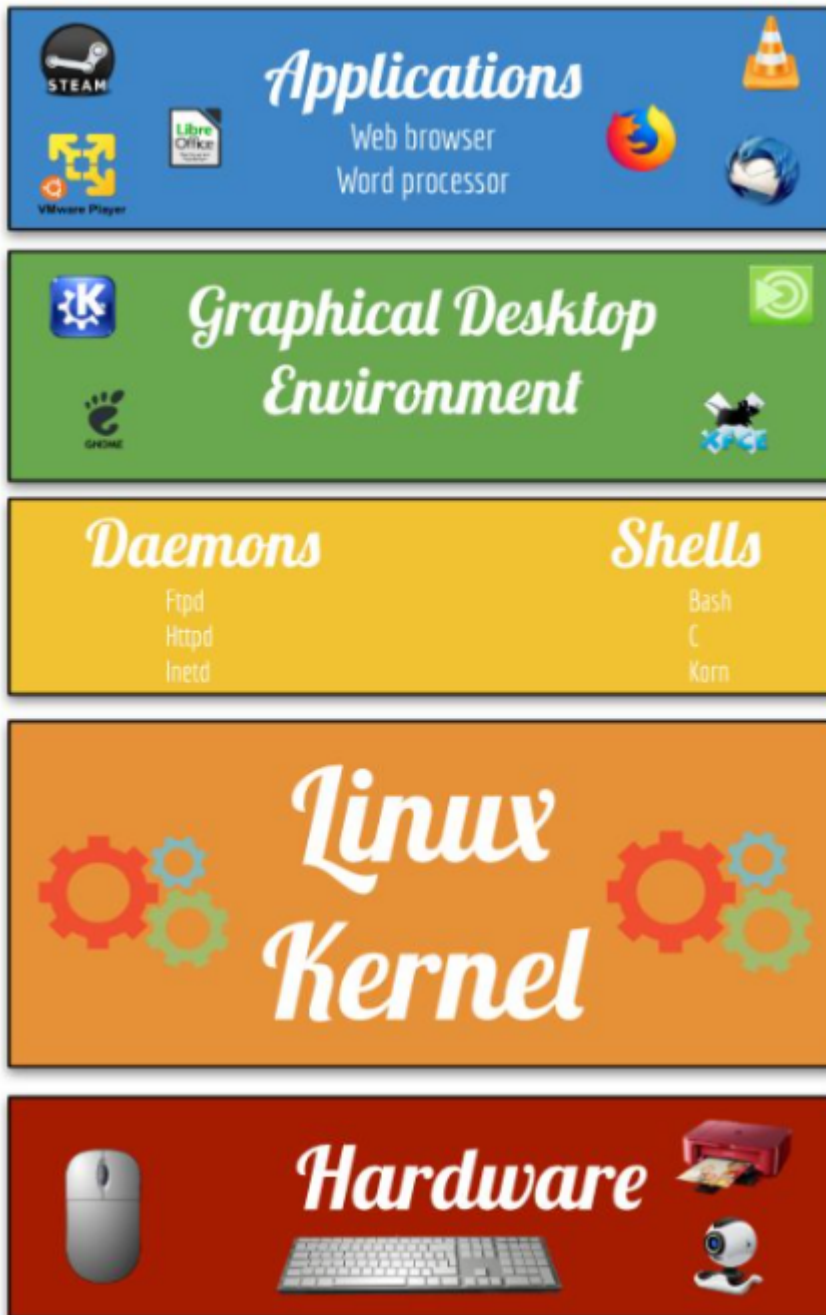 STEAM
Applications
Libre
Office
Web browser
Word processor
VMware Player
K
Graphical Desktop
Environment
GNOME
XFCE
Daemons
Shells
Ftpd
Bash
Httpd
C
Inetd
Korn
Linux
Kernel
Hardware